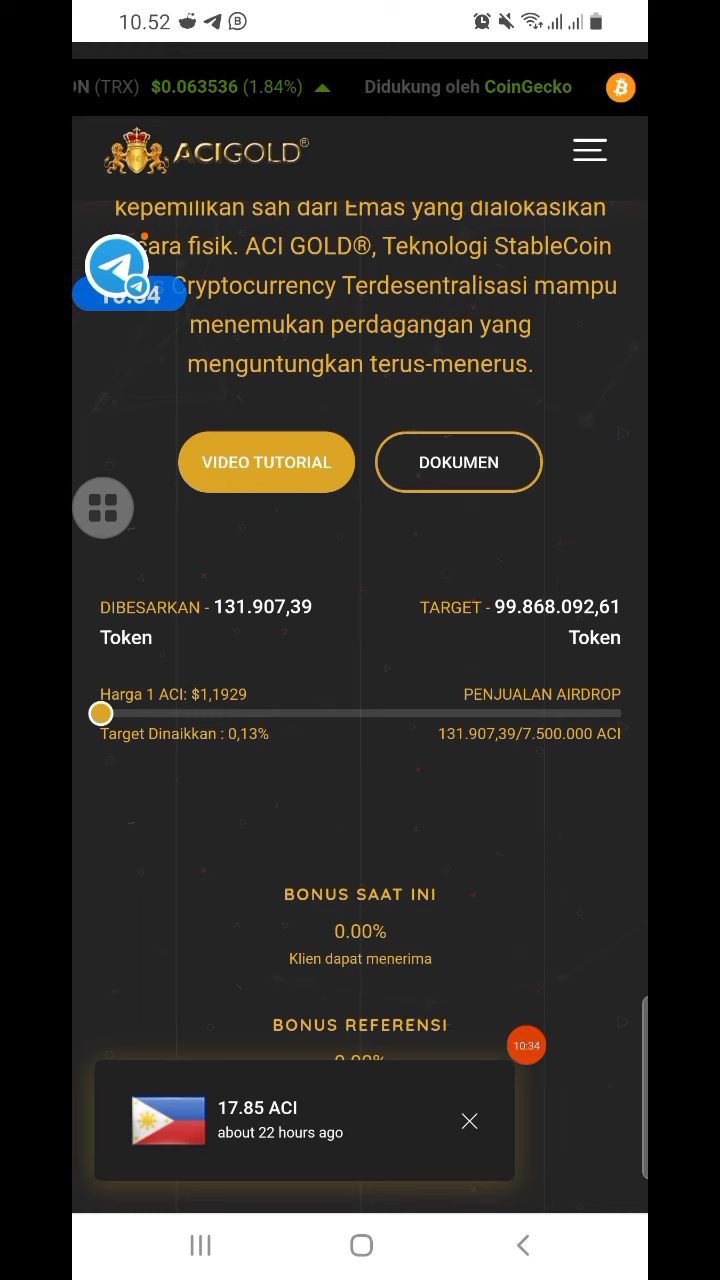 10.52
(TRX) $0.063536 (1.84%) Didukung oleh CoinGecko
ACIGOLD®
kepemilikan sah dari Emas yang dialokasikan
fisik. ACI GOLD®, Teknologi StableCoin
Cryptocurrency Terdesentralisasi mampu
menemukan perdagangan yang
menguntungkan terus-menerus.
VIDEO TUTORIAL
DOKUMEN
DIBESARKAN - 131.907,39
Token
TARGET - 99.868.092,61
Token
Harga 1 ACI: $1,1929
PENJUALAN AIRDROP
Target Dinaikkan : 0,13%
131.907,39/7.500.000 ACI
BONUS SAAT INI
0.00%
Klien dapat menerima
BONUS REFERENSI
10:34
17.85 ACI
about 22 hours ago